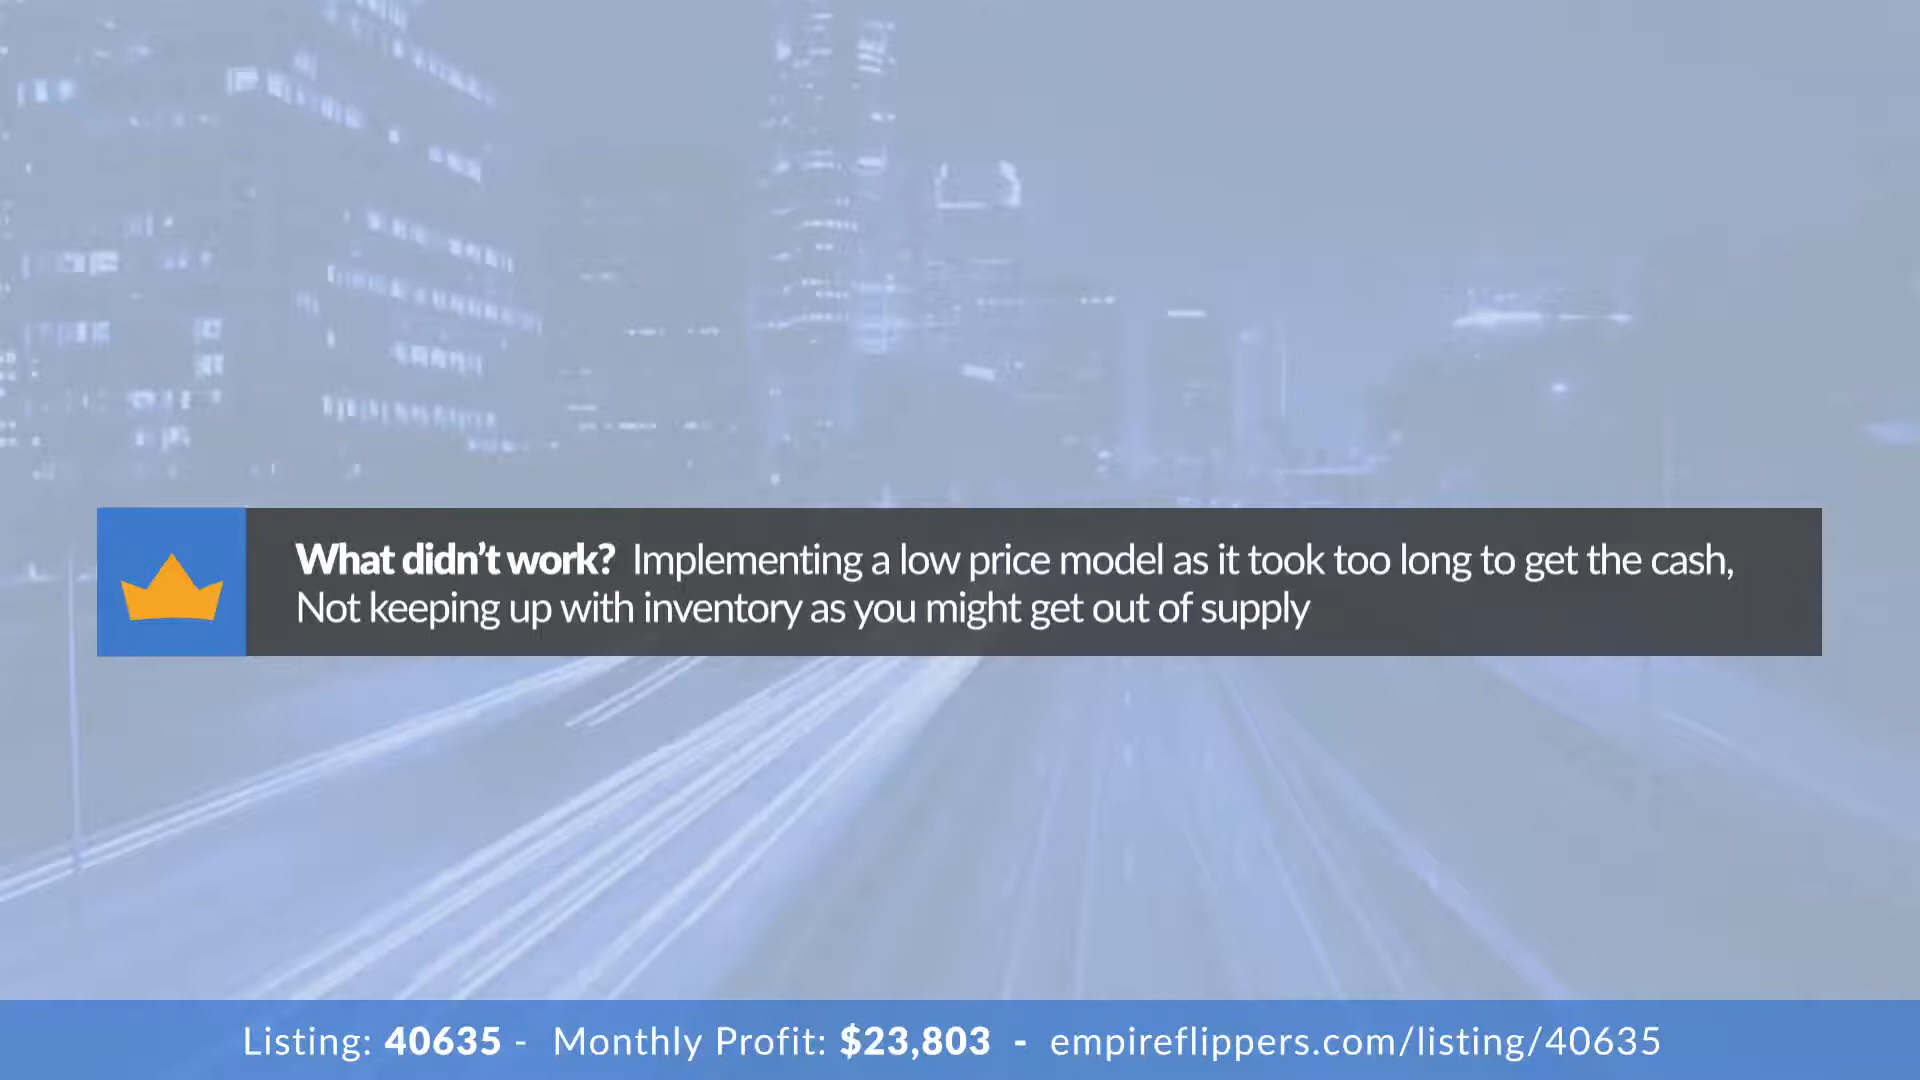 What didn't work? Implementing a low price model as it took too long to get the cash,
Not keeping up with inventory as you might get out of supply
Listing: 40635 - Monthly Profit: $23,803 - empireflippers.com/listing/40635